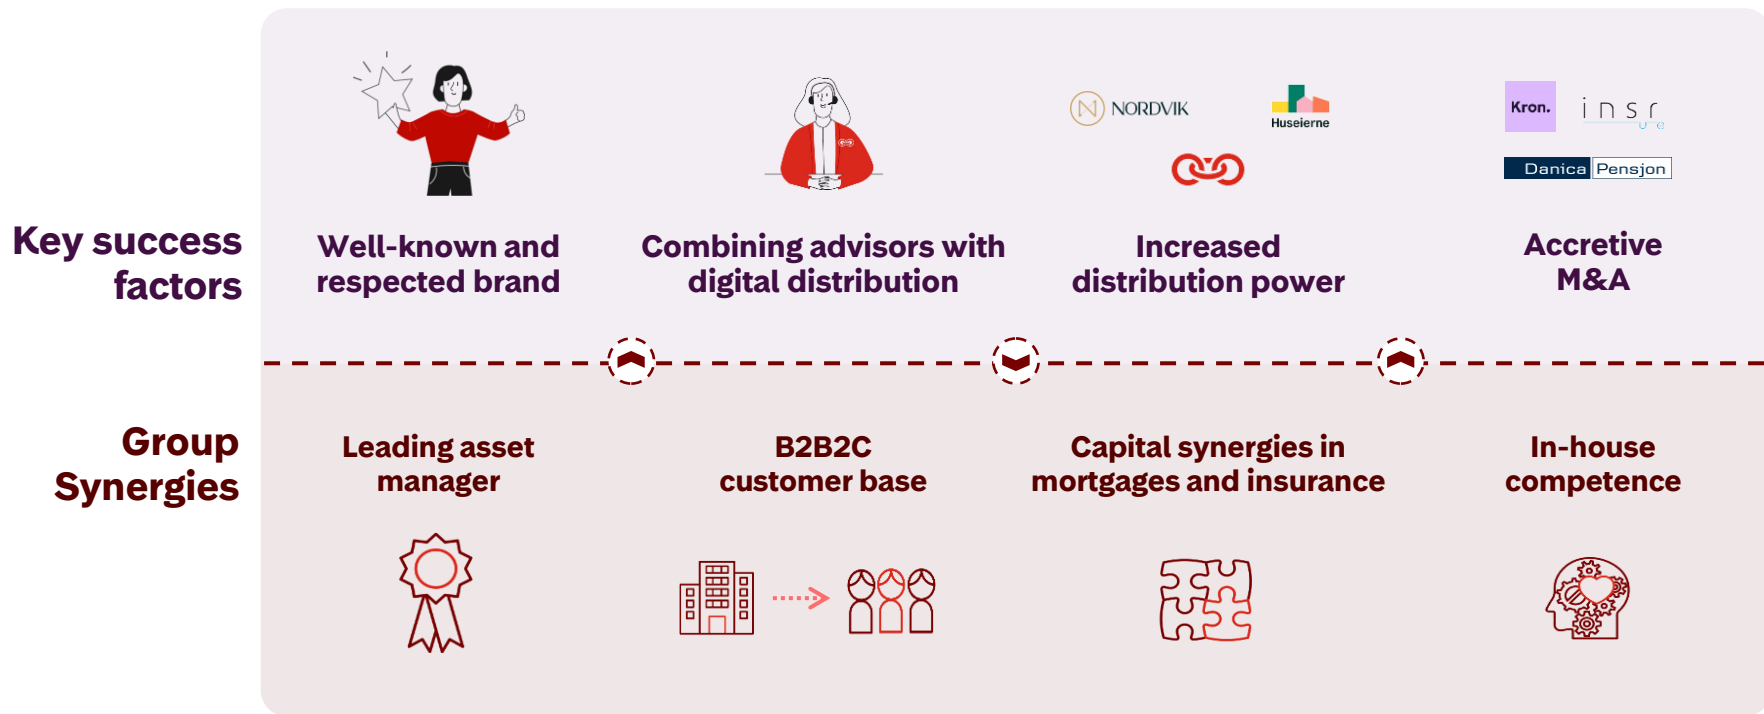 NORDVIK
Huseierne
Kron.
insr
Danica Pensjon
Key success
factors
Well-known and
respected brand
Combining advisors with
digital distribution
Increased
distribution power
Accretive
M&A
Group
Synergies
Leading asset
manager
B2B2C
customer base
Capital synergies in
mortgages and insurance
In-house
competence